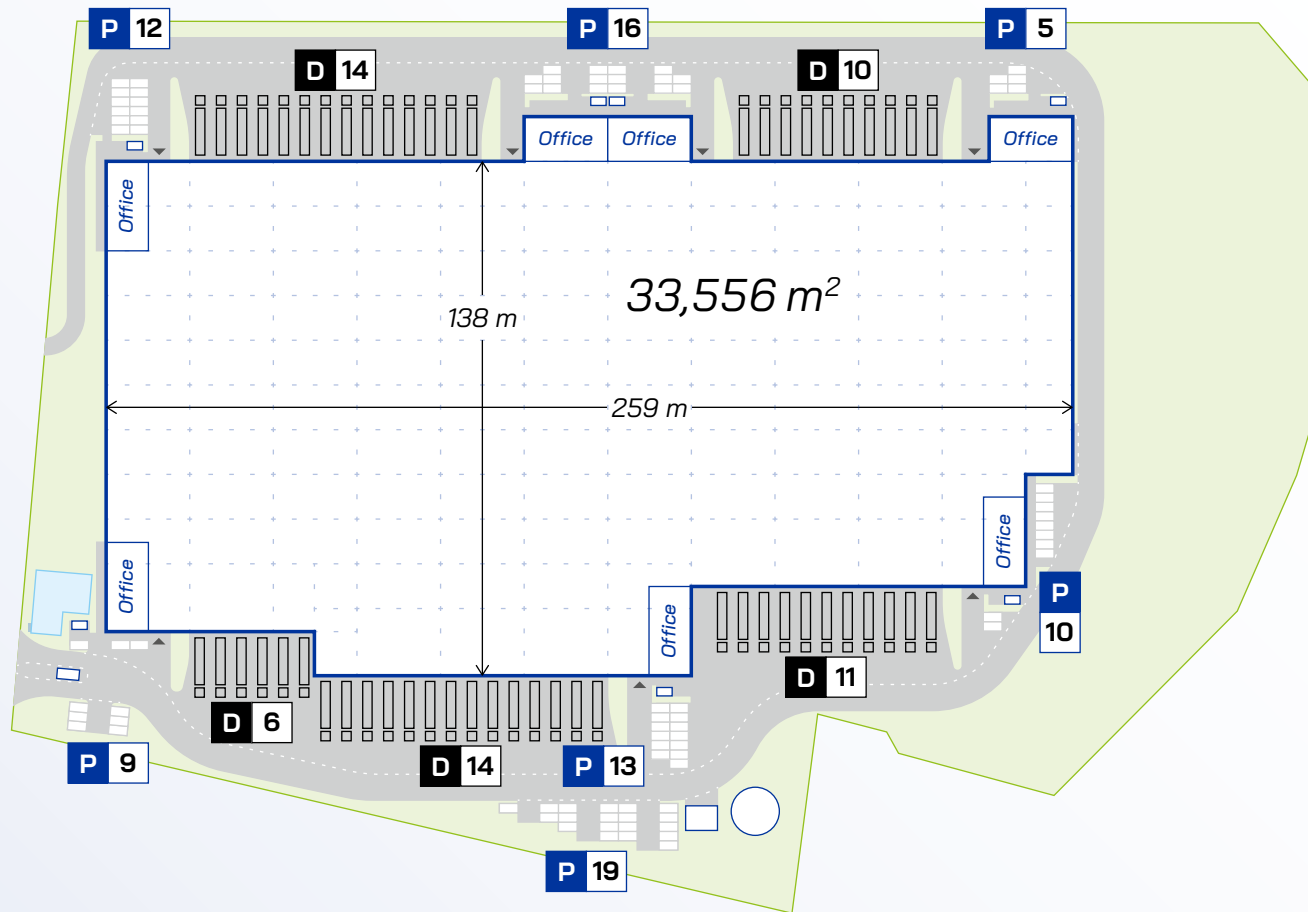 P 12
P 16
P 5
D 14
D 10
Office
Office
Office
Office
33,556 m²
138 m
259 m
Office
Office
Office
P 10
D 11
D 6
D 14
P 13
P 9
P 19